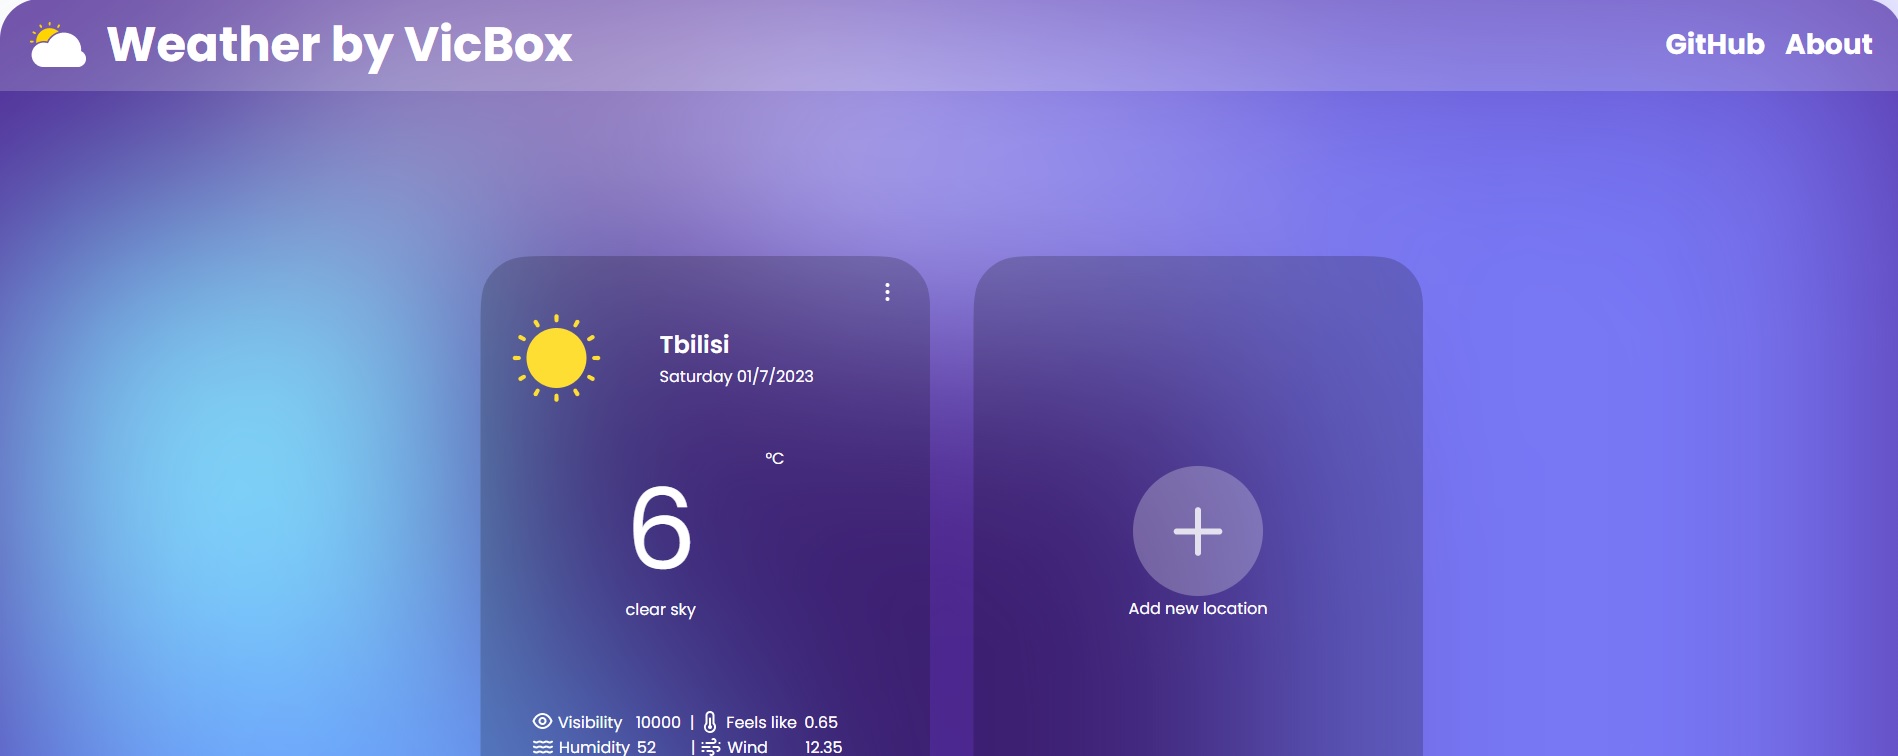 Weather by VicBox
GitHub About
Tbilisi
Saturday 01/7/2023
°C
6
clear sky
Add new location
Visibility 10000 | Feels like 0.65
Humidity 52 | Wind 12.35